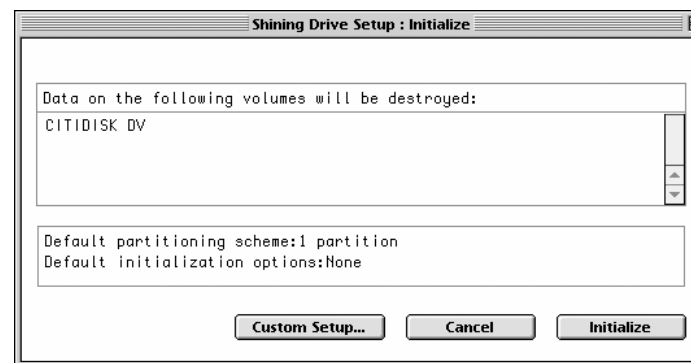 Shining Drive Setup : Initialize
Data on the following volumes will be destroyed:
CITIDISK DV
Default partitioning scheme:1 partition
Default initialization options:None
Custom Setup... Cancel Initialize